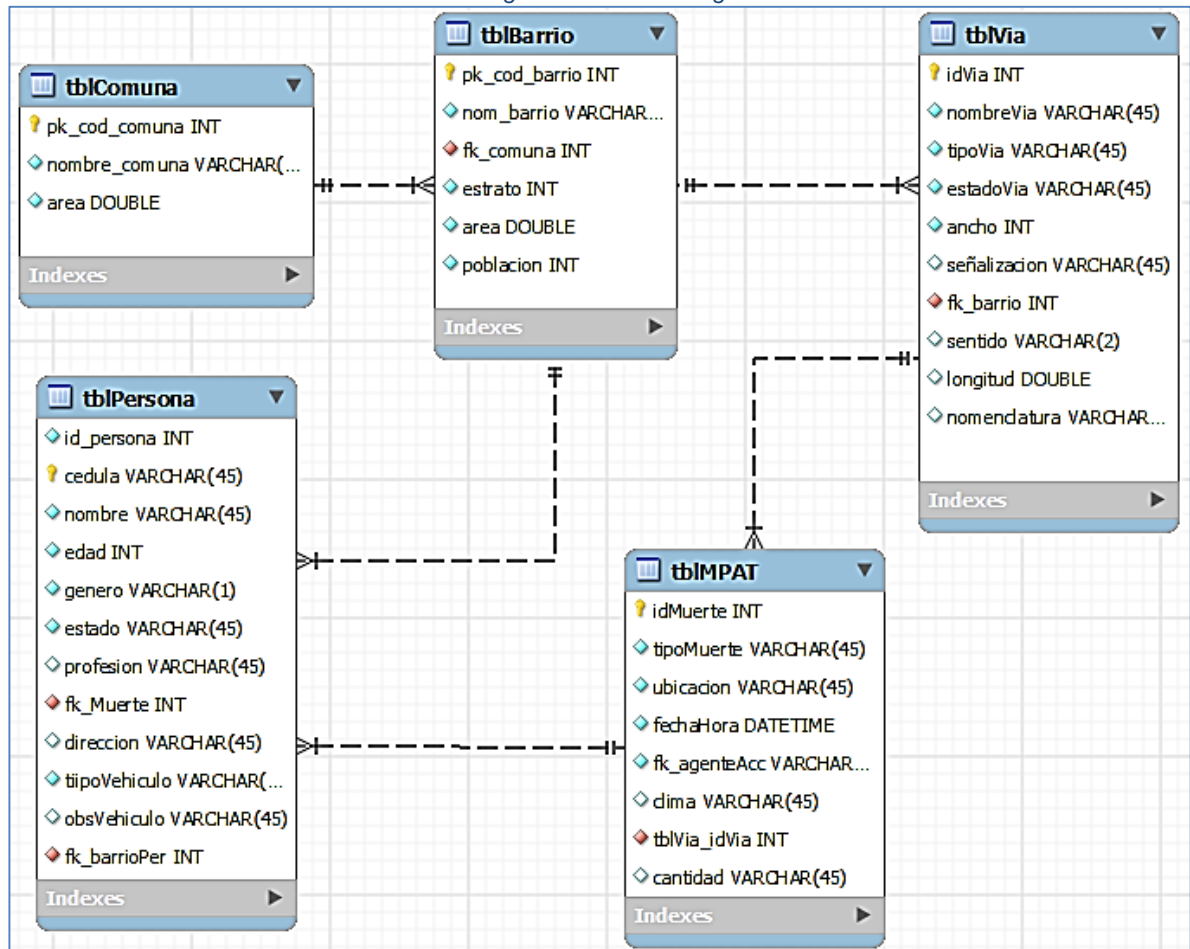 tblComuna
pk_cod_comuna INT
nombre_comuna VARCHAR(...
area DOUBLE
Indexes
tblBarrio
pk_cod_barrio INT
nom_barrio VARCHAR...
fk_comuna INT
estrato INT
area DOUBLE
poblacion INT
Indexes
tblVia
idVia INT
nombreVia VARCHAR(45)
tipoVia VARCHAR(45)
estadoVia VARCHAR(45)
ancho INT
señalizacion VARCHAR(45)
fk_barrio INT
sentido VARCHAR(2)
longitud DOUBLE
nomenclatura VARCHAR...
Indexes
tblPersona
id_persona INT
cedula VARCHAR(45)
nombre VARCHAR(45)
edad INT
genero VARCHAR(1)
estado VARCHAR(45)
profesion VARCHAR(45)
fk_Muerte INT
direccion VARCHAR(45)
tiipoVehiculo VARCHAR(...
obsVehiculo VARCHAR(45)
fk_barrioPer INT
Indexes
tblMPAT
idMuerte INT
tipoMuerte VARCHAR(45)
ubicacion VARCHAR(45)
fechaHora DATETIME
fk_agenteAcc VARCHAR...
clima VARCHAR(45)
tblVia_idVia INT
cantidad VARCHAR(45)
Indexes